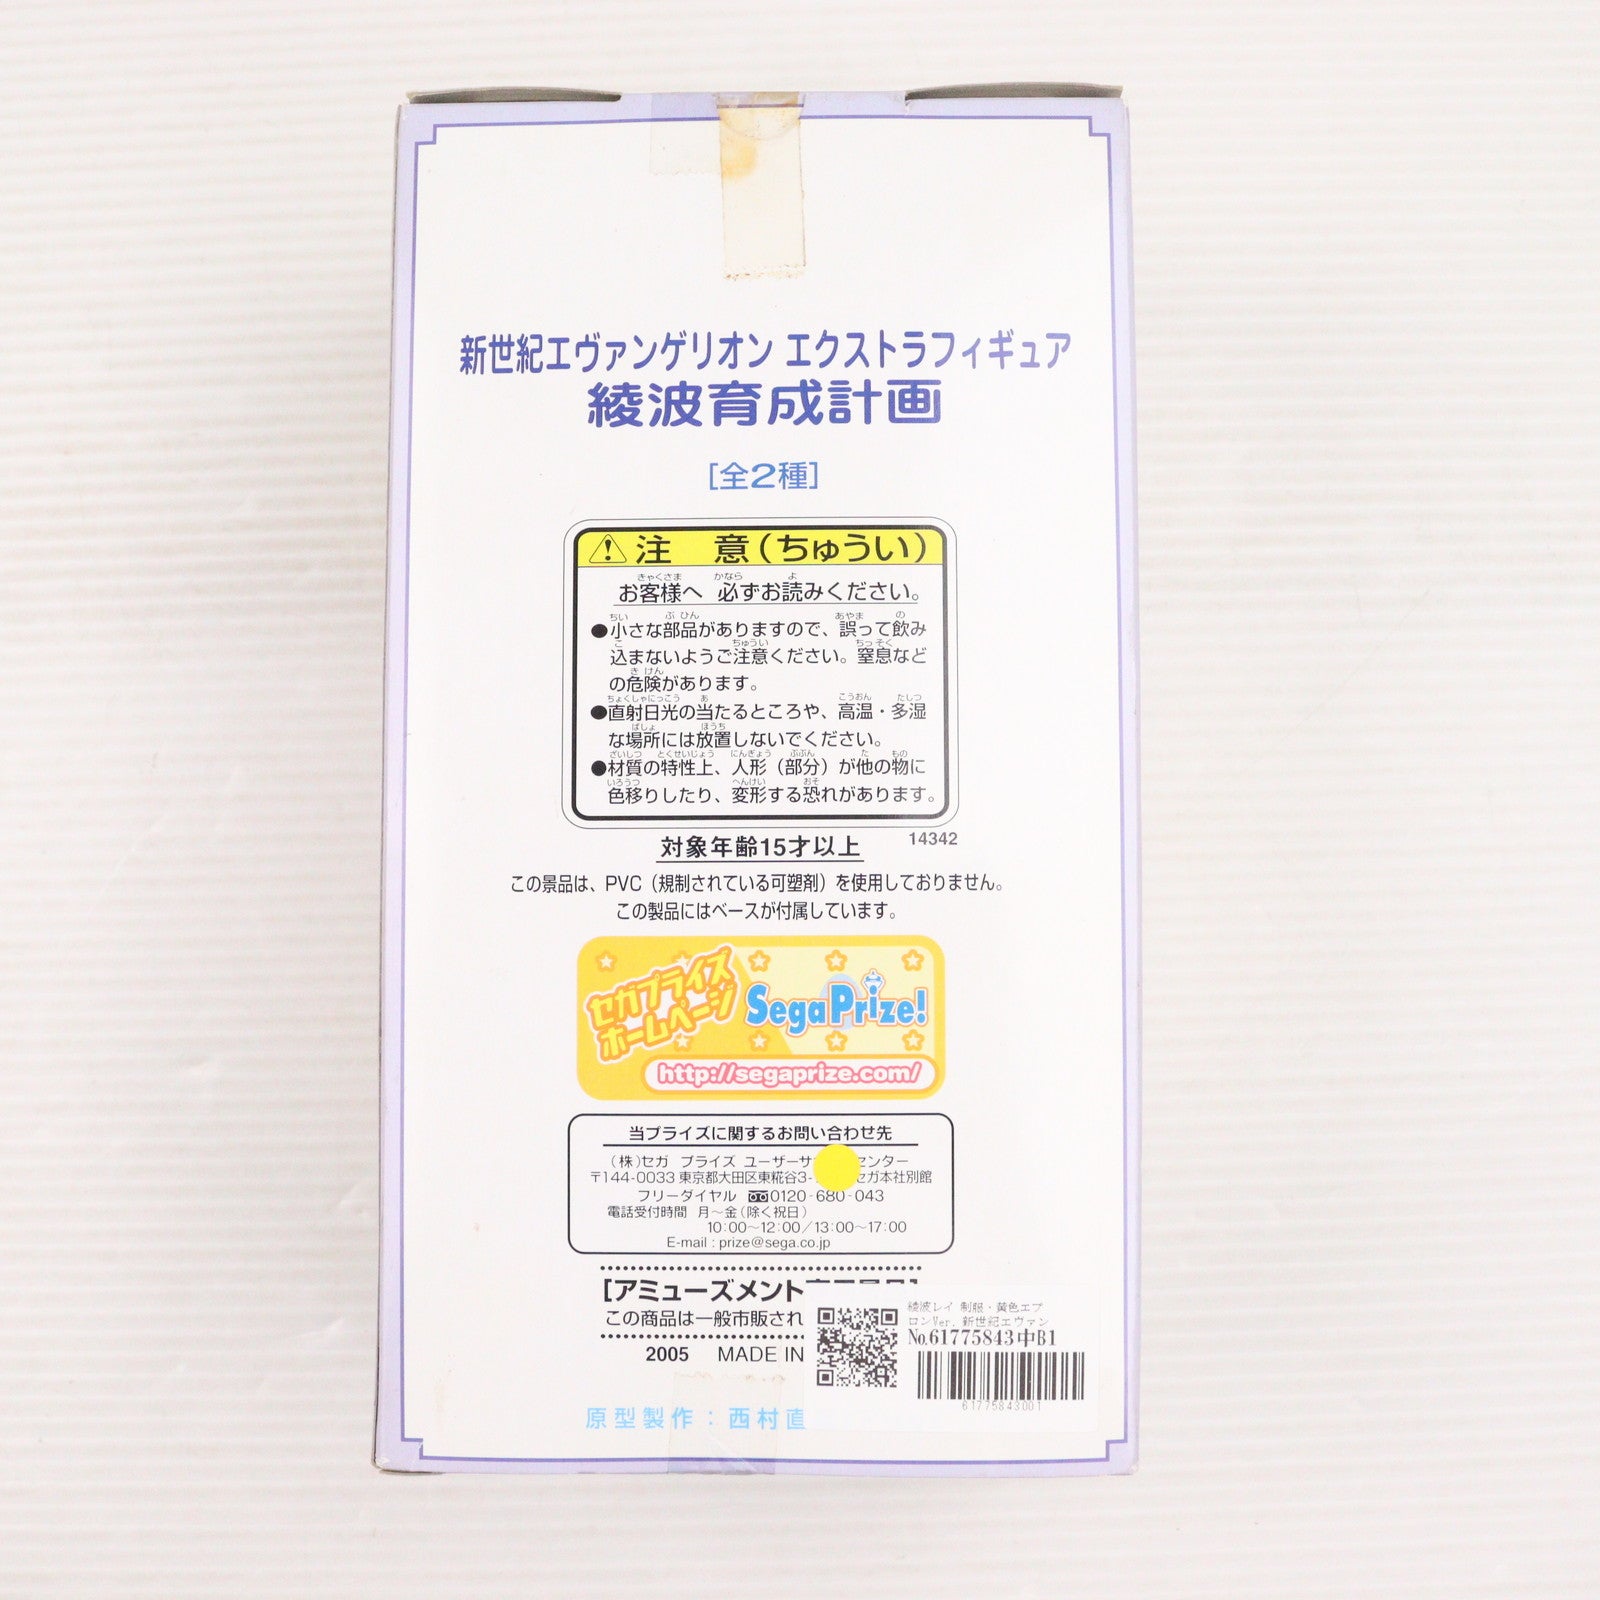 新世紀エヴァンゲリオン エクストラフィギュア
綾波育成計画
[全2種]
注 意(ちゅうい)
お客様へ 必ずお読みください。
●小さな部品がありますので、誤って飲み
込まないようご注意ください。窒息など
の危険があります。
●直射日光の当たるところや、高温・多湿
な場所には放置しないでください。
●材質の特性上、人形(部分)が他の物に
色移りしたり、変形する恐れがあります。
14342
対象年齢15才以上
この景品は、PVC(規制されている可塑剤)を使用しておりません。
この製品にはベースが付属しています。
セガプライズ
ホームページ
SegaPrize!
http://segaprize.com/
当プライズに関するお問い合わせ先
(株)セガ プライズ ユーザーサ センター
〒144-0033 東京都大田区東糀谷3- セガ本社別館
フリーダイヤル 0120-680-043
電話受付時間 月〜金(除く祝日)
10:00〜12:00/13:00〜17:00
E-mail : prize@sega.co.jp
[アミューズメント
この商品は一般市販され
2005 MADE IN
原型製作:西村直
綾波レイ 制服・黄色エプ
ロンVer. 新世紀エヴァン
No.61775843中B1
61775843001